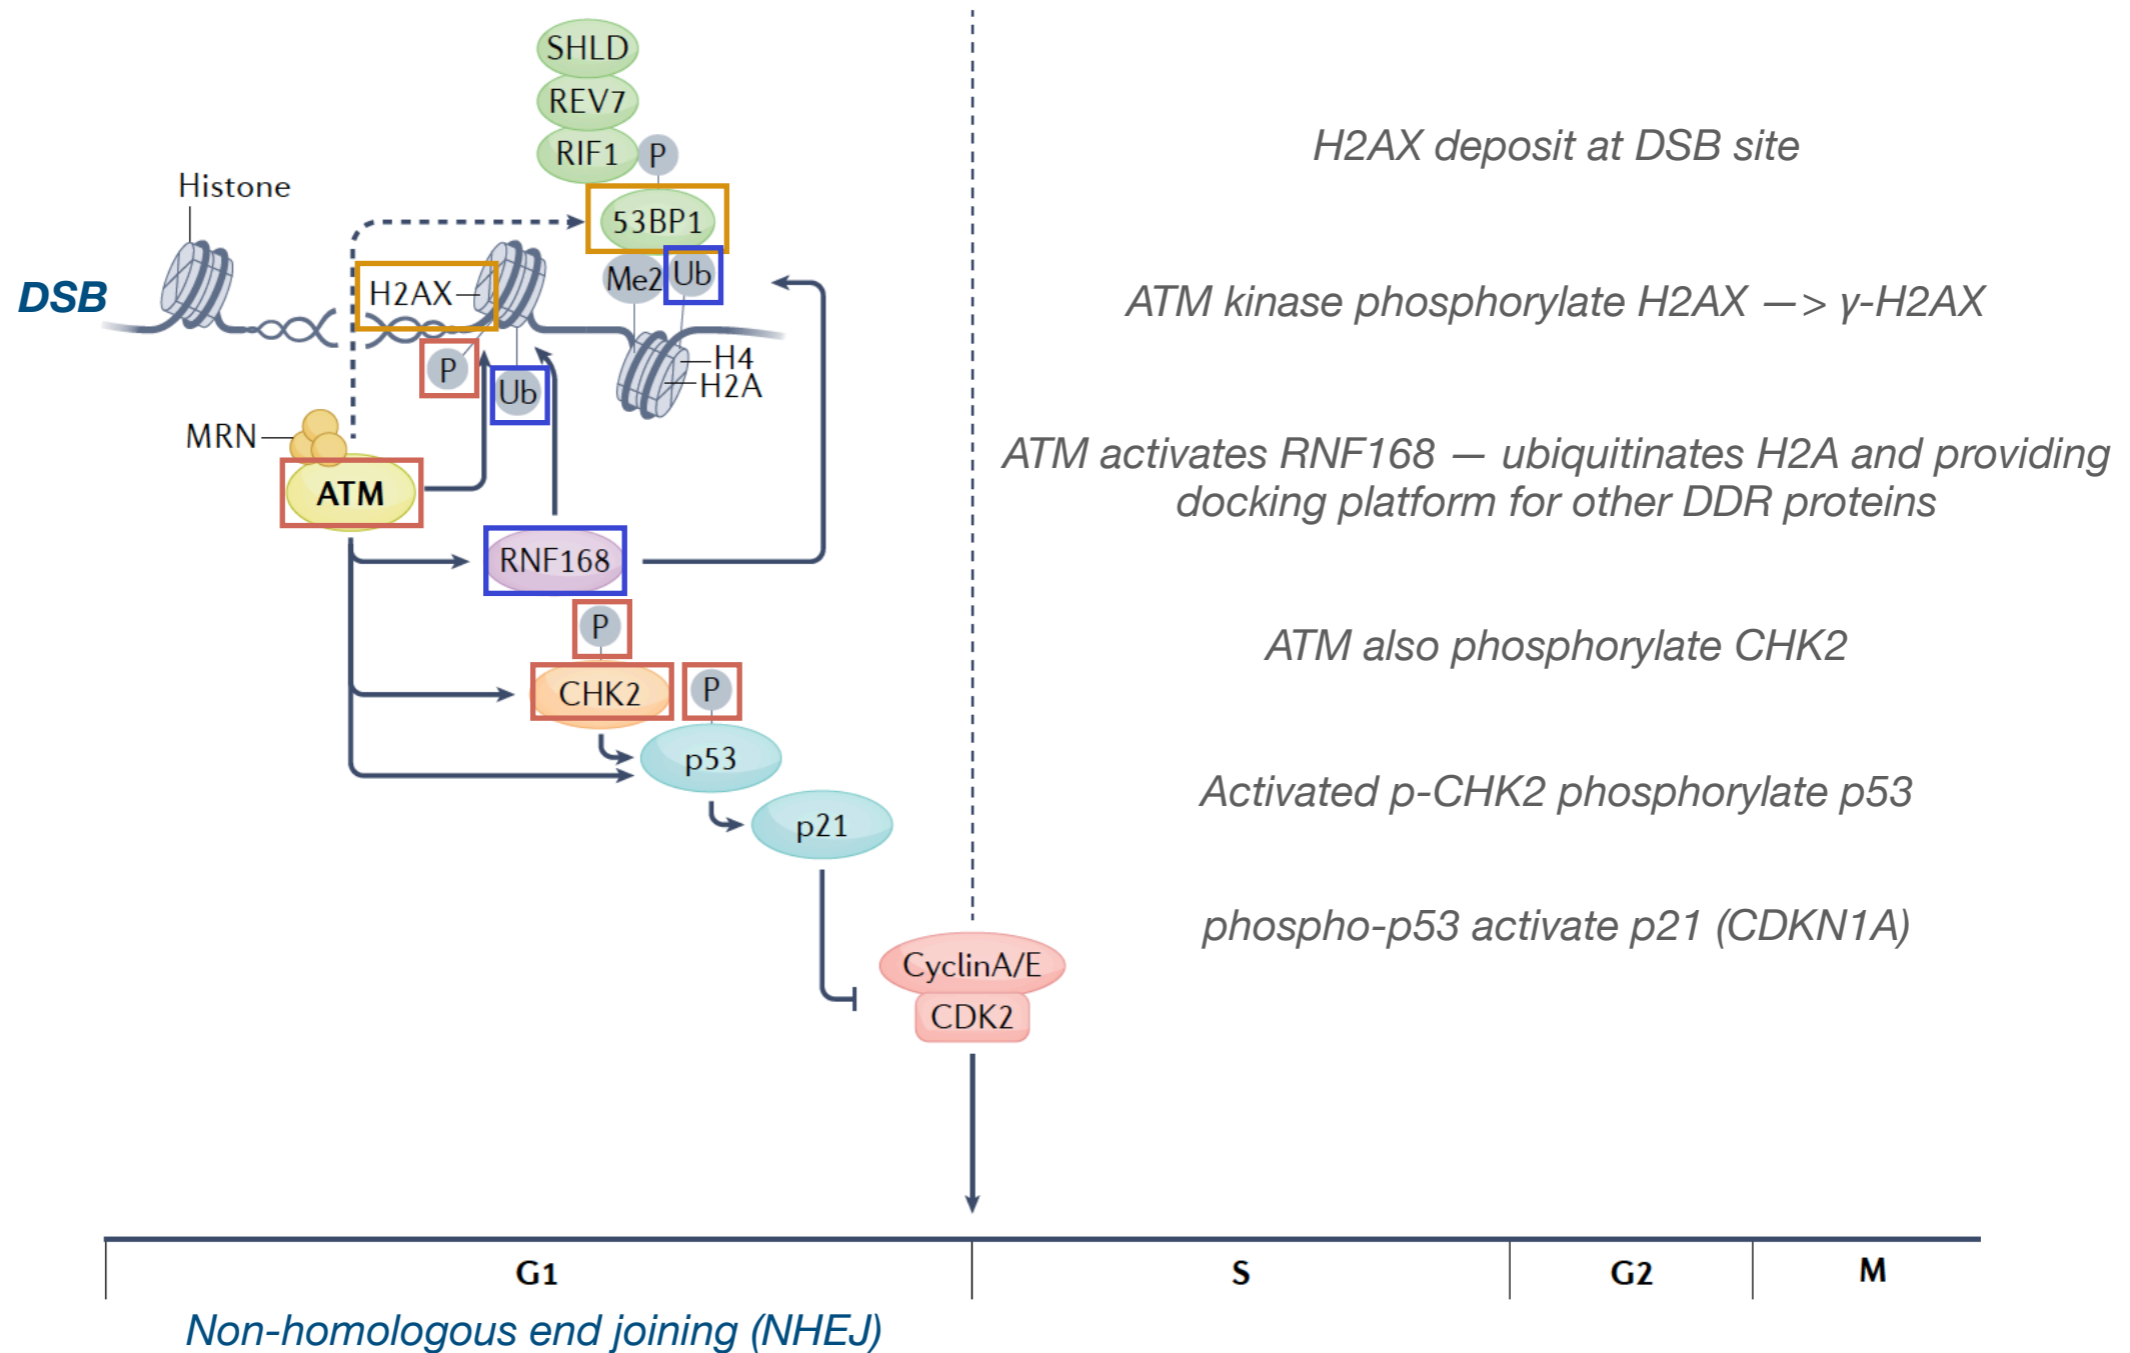 SHLD
REV7
RIF1
P
Histone
53BP1
DSB
H2AX
Me2
Ub
P
Ub
H4
H2A
MRN
ATM
RNF168
P
CHK2
P
p53
p21
CyclinA/E
CDK2
H2AX deposit at DSB site
ATM kinase phosphorylate H2AX —> γ-H2AX
ATM activates RNF168 — ubiquitinates H2A and providing
docking platform for other DDR proteins
ATM also phosphorylate CHK2
Activated p-CHK2 phosphorylate p53
phospho-p53 activate p21 (CDKN1A)
G1
S
G2
M
Non-homologous end joining (NHEJ)